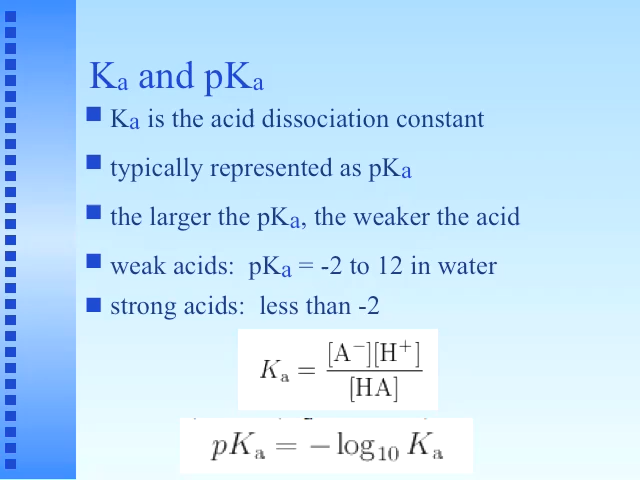 Ka and pKa
Ka is the acid dissociation constant
typically represented as pKa
the larger the pKa, the weaker the acid
weak acids: pKa = -2 to 12 in water
strong acids: less than -2
Ka = [A−][H+] / [HA]
pKa = − log10 Ka